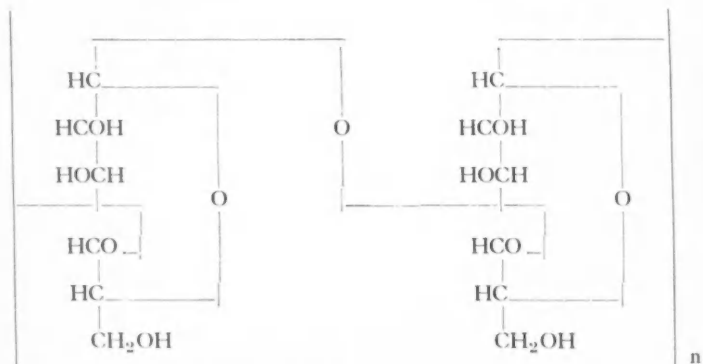 HC HC
HCOH O HCOH
HOCH HOCH
O O
HCO HCO
HC HC
CH₂OH CH₂OH
n